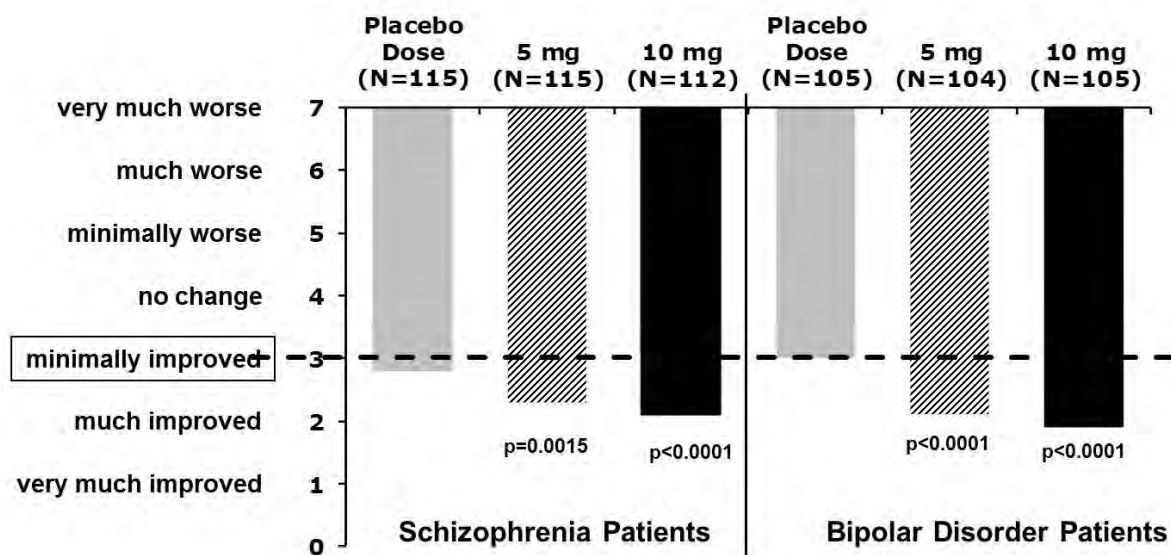 Placebo Dose (N=115)
5 mg (N=115)
10 mg (N=112)
Placebo Dose (N=105)
5 mg (N=104)
10 mg (N=105)
very much worse 7
much worse 6
minimally worse 5
no change 4
minimally improved 3
much improved 2
very much improved 1
0
p=0.0015
p<0.0001
p<0.0001
p<0.0001
Schizophrenia Patients
Bipolar Disorder Patients